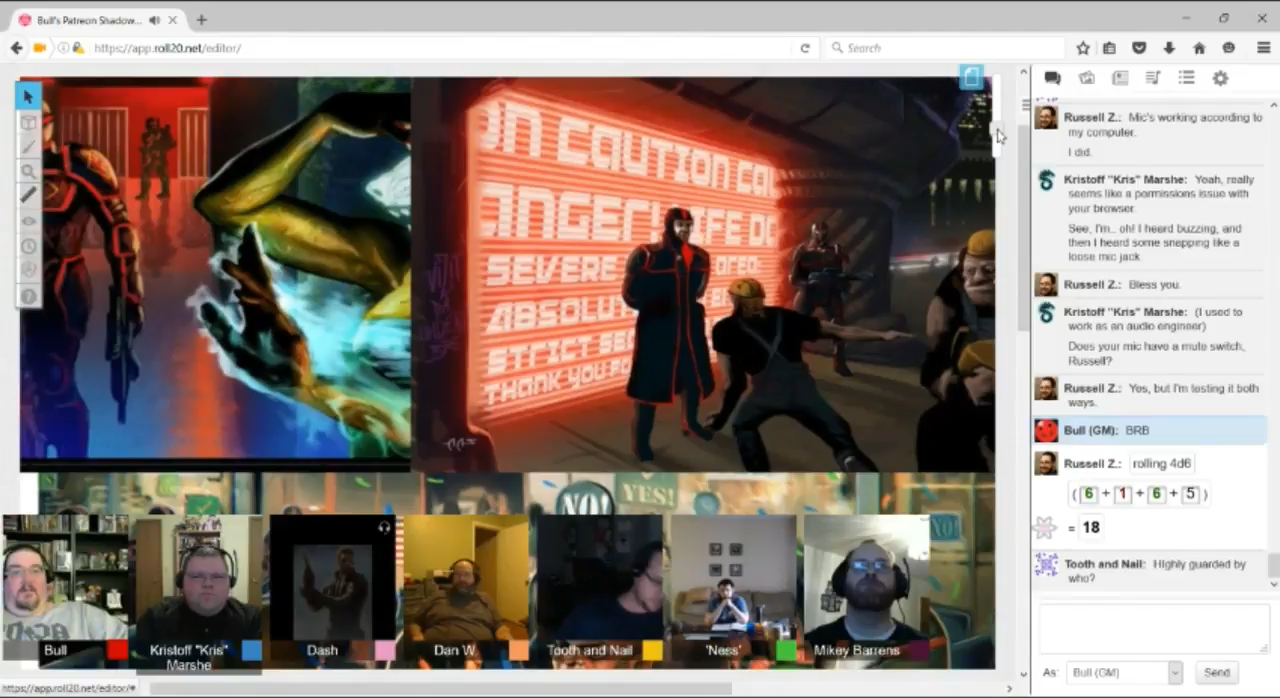 Bull's Patreon Shadow...
https://app.roll20.net/editor/
Search
ON CAUTION CAU
SEVERE
ABSOLUT
STRICT SEC
THANK YOU FO
NO!
YES!
NO!
Bull
Kristoff "Kris"
Marshe
Dash
Dan W.
Tooth and Nail
'Ness'
Mikey Barrens
https://app.roll20.net/editor/#
Russell Z.: Mic's working according to
my computer.
I did.
Kristoff "Kris" Marshe: Yeah, really
seems like a permissions issue with
your browser.
See, I'm.. oh! I heard buzzing, and
then I heard some snapping like a
loose mic jack
Russell Z.: Bless you.
Kristoff "Kris" Marshe: (I used to
work as an audio engineer)
Does your mic have a mute switch,
Russell?
Russell Z.: Yes, but I'm testing it both
ways.
Bull (GM): BRB
Russell Z.: rolling 4d6
(6+1+6+5)
= 18
Tooth and Nail: Highly guarded by
who?
As: Bull (GM) Send